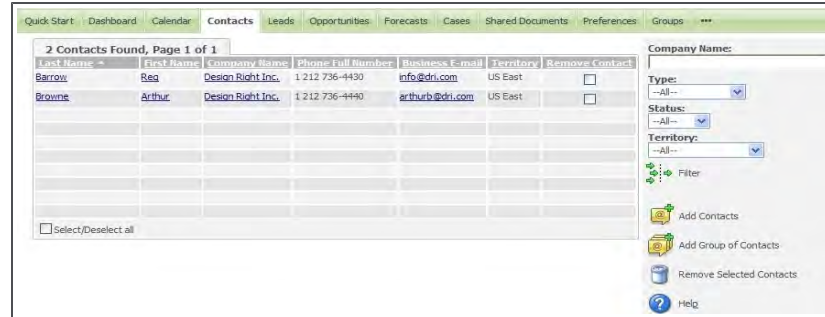 Quick Start Dashboard Calendar Contacts Leads Opportunities Forecasts Cases Shared Documents Preferences Groups •••
2 Contacts Found, Page 1 of 1
Last Name First Name Company Name Phone Full Number Business E-mail Territory Remove Contact
Barrow Reg Design Right Inc. 1 212 736-4430 info@dri.com US East
Browne Arthur Design Right Inc. 1 212 736-4440 arthurb@dri.com US East
Select/Deselect all
Company Name:
Type:
--All--
Status:
--All--
Territory:
--All--
Filter
Add Contacts
Add Group of Contacts
Remove Selected Contacts
Help